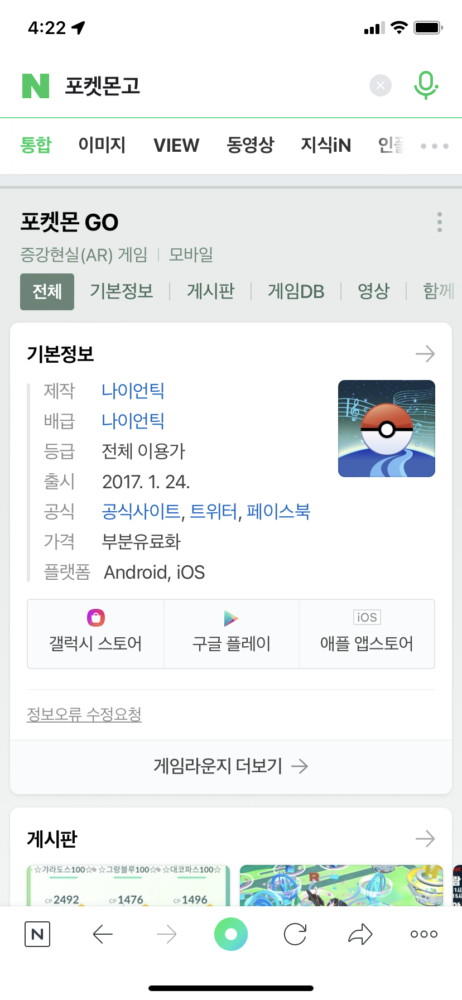 4:22
N 포켓몬고
통합 이미지 VIEW 동영상 지식iN 인플
포켓몬 GO
증강현실(AR) 게임 모바일
전체 기본정보 게시판 게임DB 영상 함께
기본정보
제작 나이언틱
배급 나이언틱
등급 전체 이용가
출시 2017. 1. 24.
공식 공식사이트, 트위터, 페이스북
가격 부분유료화
플랫폼 Android, iOS
iOS
갤럭시 스토어 구글 플레이 애플 앱스토어
정보오류 수정요청
게임라운지 더보기
게시판
☆갸라도스100☆ ☆그랑블루100☆ ☆대코파스100☆
CP2492 CP1476 CP1496
R
M
N